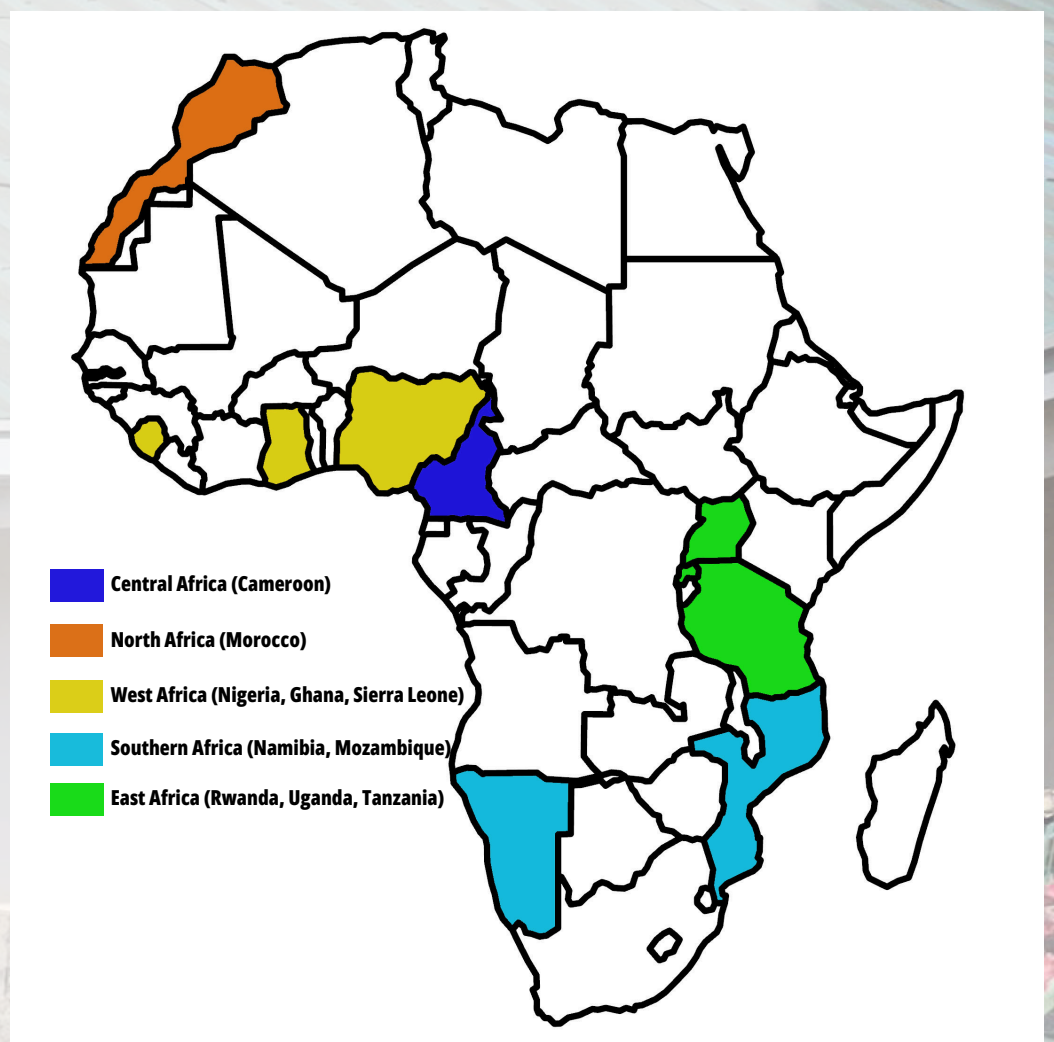 Central Africa (Cameroon)
North Africa (Morocco)
West Africa (Nigeria, Ghana, Sierra Leone)
Southern Africa (Namibia, Mozambique)
East Africa (Rwanda, Uganda, Tanzania)